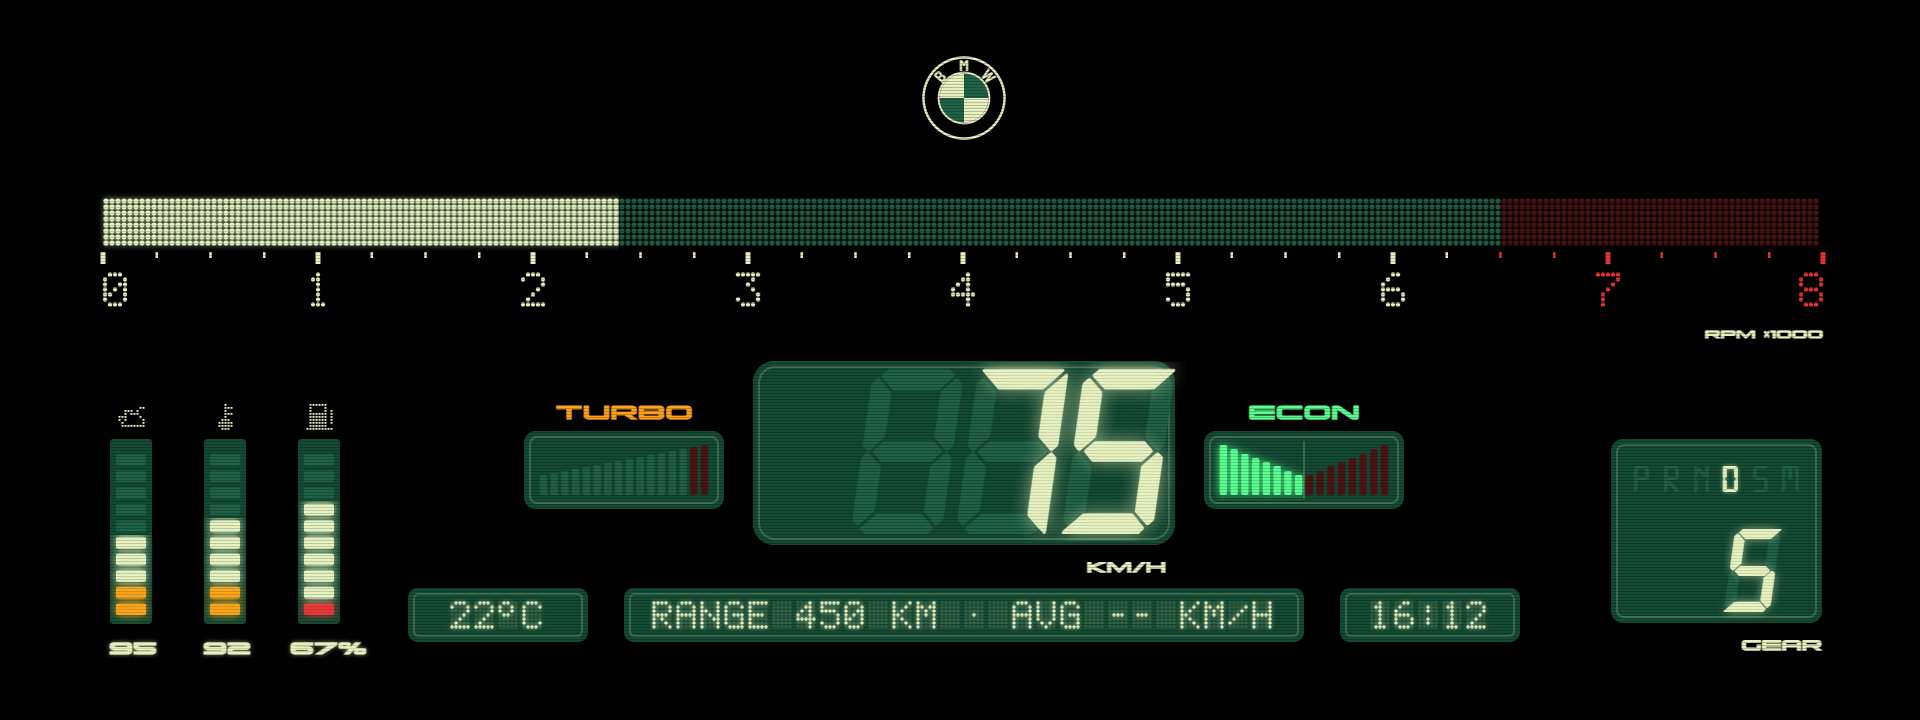 BMW
0 1 2 3 4 5 6 7 8
RPM x1000
TURBO
75
KM/H
ECON
P R N D S M
5
GEAR
95 92 67%
22°C
RANGE 450 KM · AVG -- KM/H
16:12